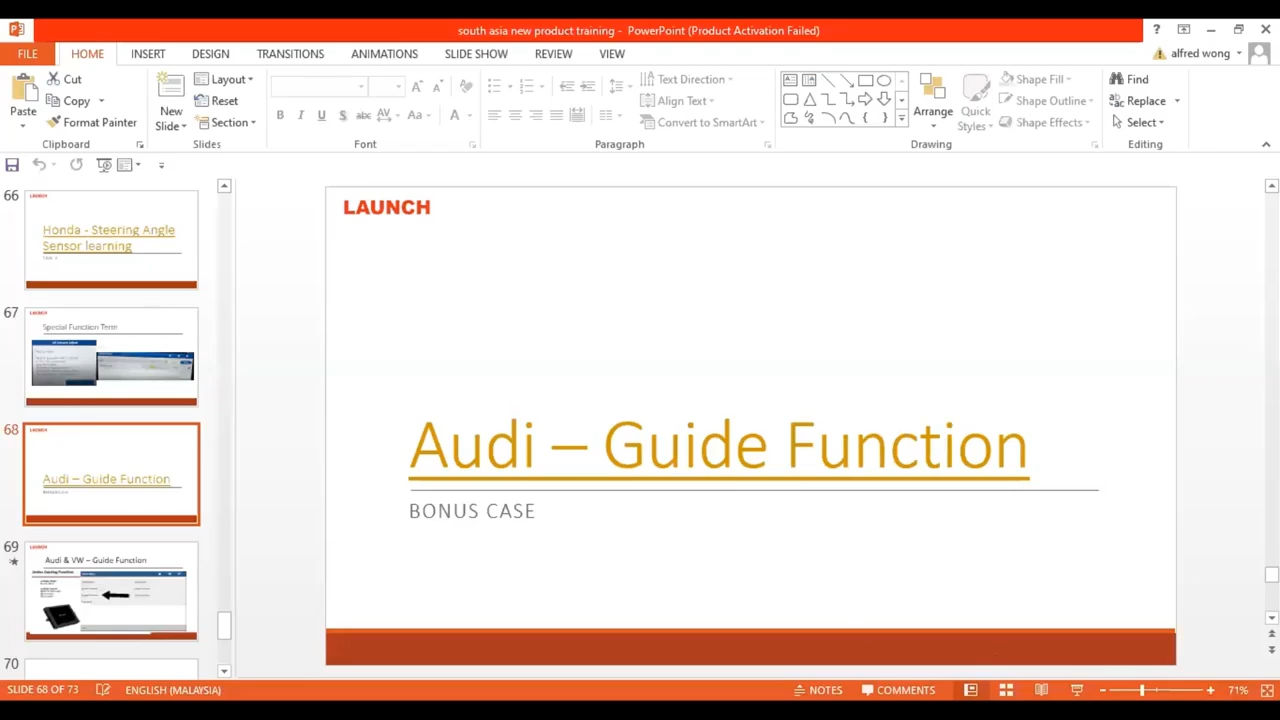 south asia new product training - PowerPoint (Product Activation Failed)
FILE HOME INSERT DESIGN TRANSITIONS ANIMATIONS SLIDE SHOW REVIEW VIEW alfred wong
Paste Cut Copy Format Painter
Clipboard
New Slide Layout Reset Section
Slides
Font
Text Direction
Align Text
Convert to SmartArt
Paragraph
Arrange Quick Styles Shape Fill Shape Outline Shape Effects
Drawing
Find
Replace
Select
Editing
66
LAUNCH
Honda - Steering Angle
Sensor learning
67
LAUNCH
Special Function Term
68
LAUNCH
Audi – Guide Function
69
LAUNCH
Audi & VW – Guide Function
70
LAUNCH
Audi – Guide Function
BONUS CASE
SLIDE 68 OF 73 ENGLISH (MALAYSIA) NOTES COMMENTS 71%